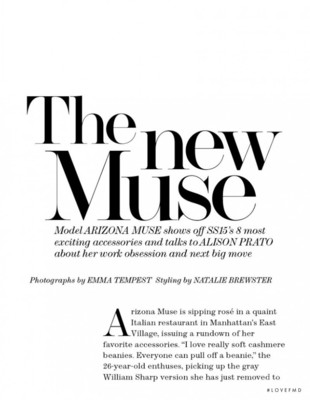 The new
Muse
Model ARIZONA MUSE shows off SS15's 8 most
exciting accessories and talks to ALISON PRATO
about her work obsession and next big move
Photographs by EMMA TEMPEST Styling by NATALIE BREWSTER
Arizona Muse is sipping rosé in a quaint
Italian restaurant in Manhattan's East
Village, issuing a rundown of her
favorite accessories. "I love really soft cashmere
beanies. Everyone can pull off a beanie," the
26-year-old enthuses, picking up the gray
William Sharp version she has just removed to
#LOVEFMD